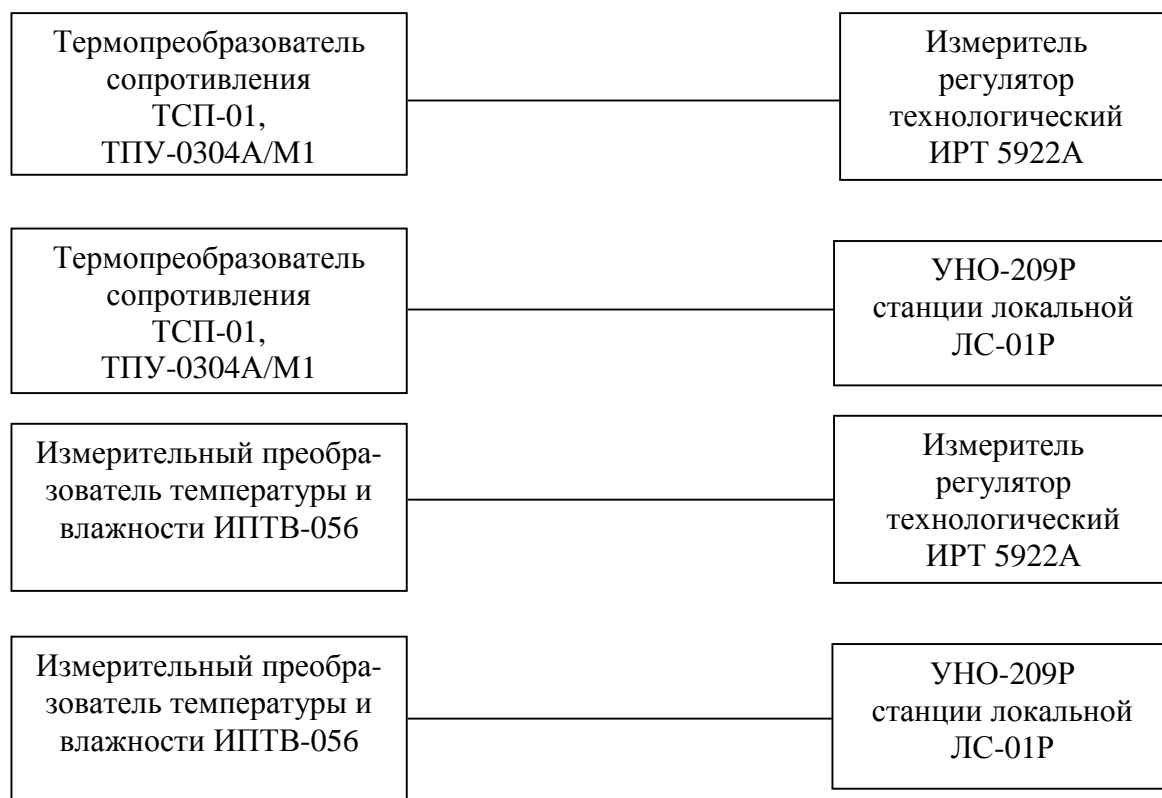 Термопреобразователь
сопротивления
ТСП-01,
ТПУ-0304А/М1
Измеритель
регулятор
технологический
ИРТ 5922А
Термопреобразователь
сопротивления
ТСП-01,
ТПУ-0304А/М1
УНО-209Р
станции локальной
ЛС-01Р
Измерительный преобра-
зователь температуры и
влажности ИПТВ-056
Измеритель
регулятор
технологический
ИРТ 5922А
Измерительный преобра-
зователь температуры и
влажности ИПТВ-056
УНО-209Р
станции локальной
ЛС-01Р